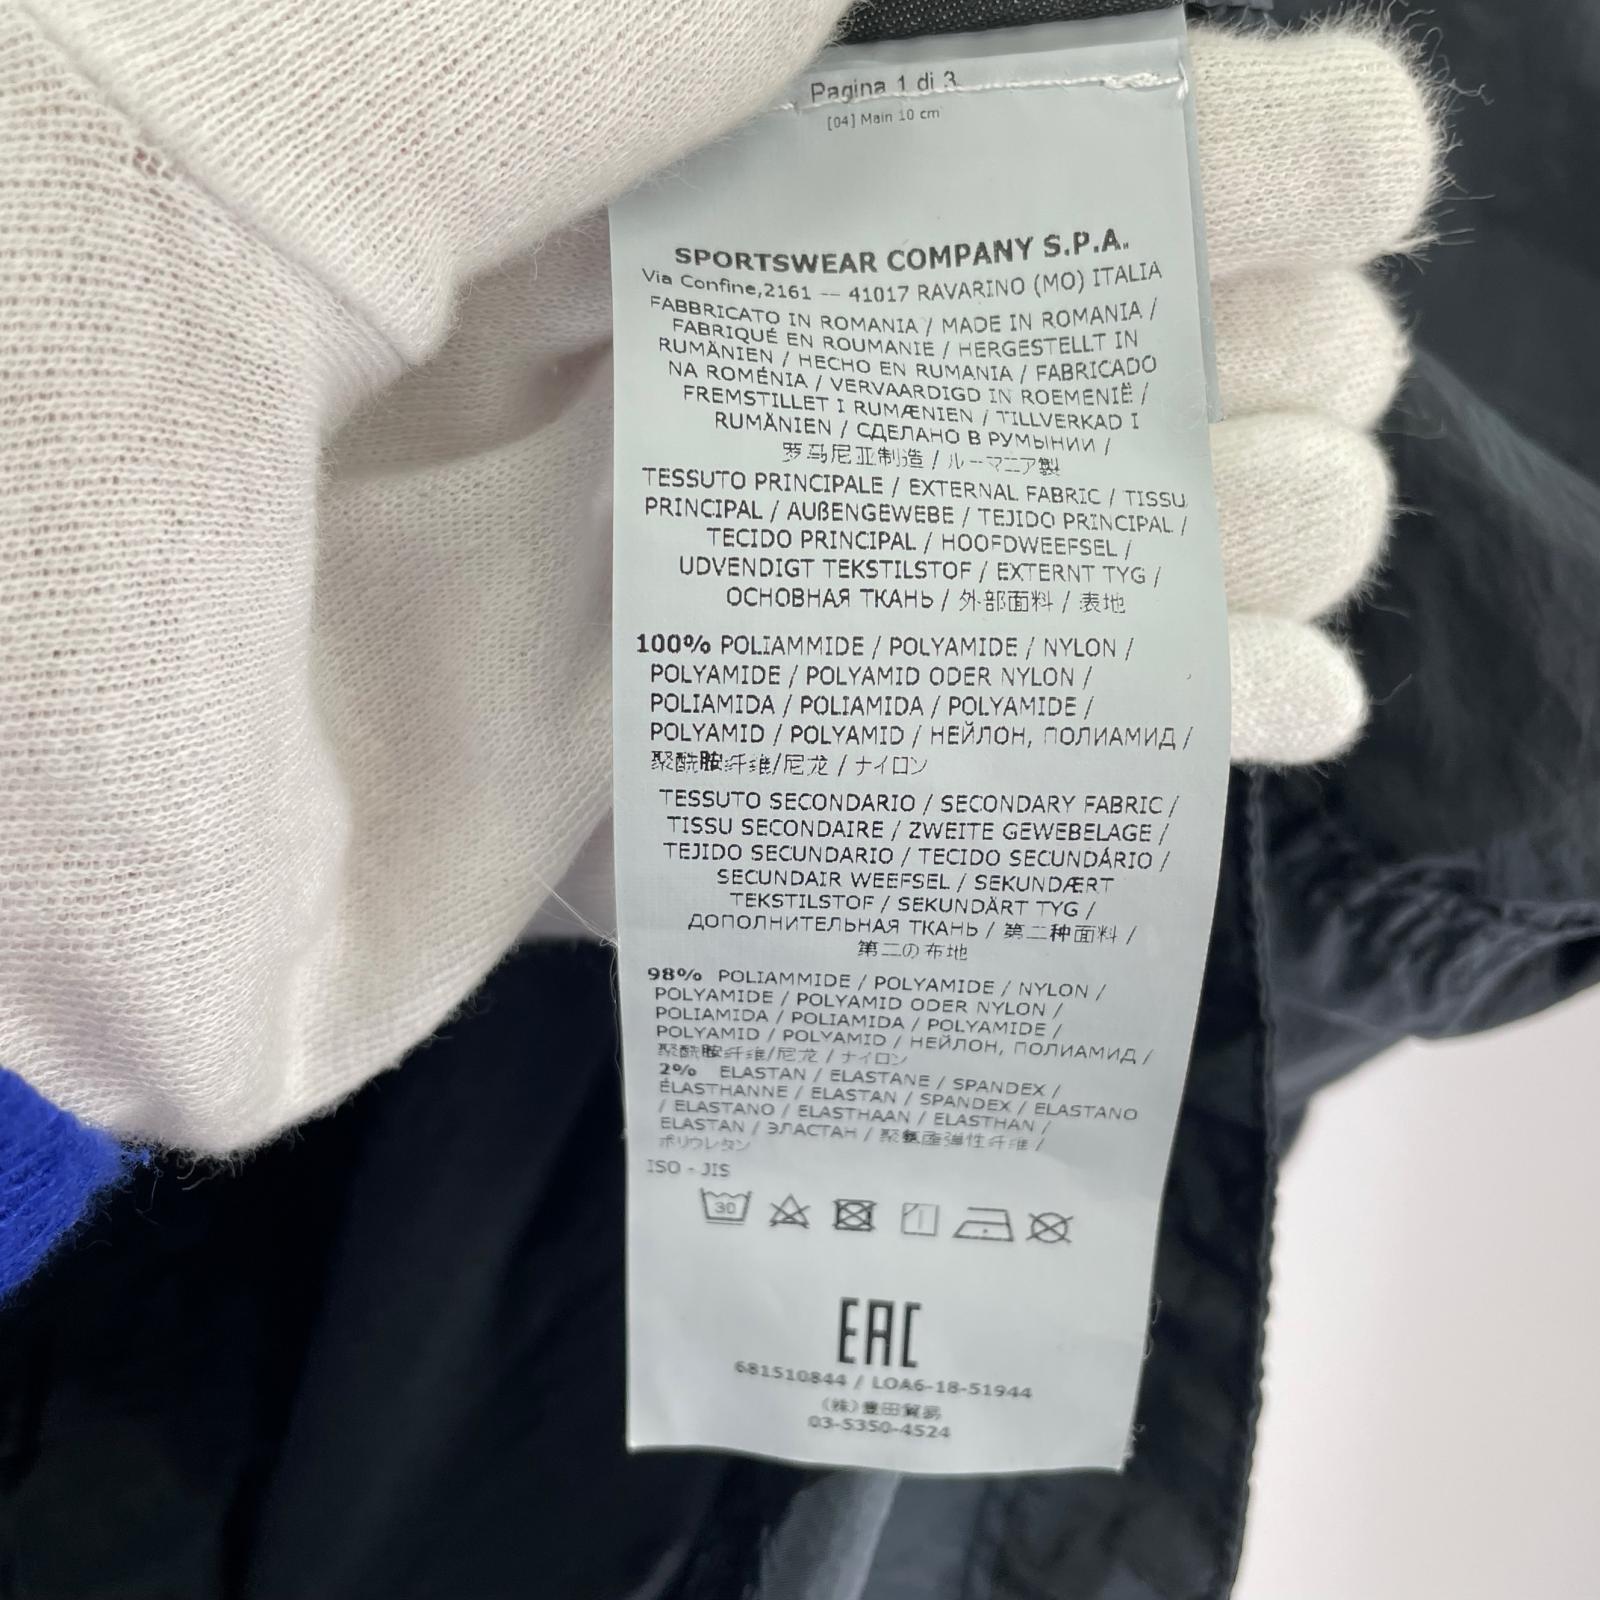 Pagina 1 di 3
[04] Main 10 cm
SPORTSWEAR COMPANY S.P.A.
Via Confine,2161 -- 41017 RAVARINO (MO) ITALIA
FABBRICATO IN ROMANIA / MADE IN ROMANIA /
FABRIQUÉ EN ROUMANIE / HERGESTELLT IN
RUMÄNIEN / HECHO EN RUMANIA / FABRICADO
NA ROMÉNIA / VERVAARDIGD IN ROEMENIË /
FREMSTILLET I RUMÆNIEN / TILLVERKAD I
RUMÄNIEN / СДЕЛАНО В РУМЫНИИ /
罗马尼亚制造 / ルーマニア製
TESSUTO PRINCIPALE / EXTERNAL FABRIC / TISSU
PRINCIPAL / AUßENGEWEBE / TEJIDO PRINCIPAL /
TECIDO PRINCIPAL / HOOFDWEEFSEL /
UDVENDIGT TEKSTILSTOF / EXTERNT TYG /
ОСНОВНАЯ ТКАНЬ / 外部面料 / 表地
100% POLIAMMIDE / POLYAMIDE / NYLON /
POLYAMIDE / POLYAMID ODER NYLON /
POLIAMIDA / POLIAMIDA / POLYAMIDE /
POLYAMID / POLYAMID / НЕЙЛОН, ПОЛИАМИД /
聚酰胺纤维/尼龙 / ナイロン
TESSUTO SECONDARIO / SECONDARY FABRIC /
TISSU SECONDAIRE / ZWEITE GEWEBELAGE /
TEJIDO SECUNDARIO / TECIDO SECUNDÁRIO /
SECUNDAIR WEEFSEL / SEKUNDÆRT
TEKSTILSTOF / SEKUNDÄRT TYG /
ДОПОЛНИТЕЛЬНАЯ ТКАНЬ / 第二种面料 /
第二の布地
98% POLIAMMIDE / POLYAMIDE / NYLON /
POLYAMIDE / POLYAMID ODER NYLON /
POLIAMIDA / POLIAMIDA / POLYAMIDE /
POLYAMID / POLYAMID / НЕЙЛОН, ПОЛИАМИД /
聚酰胺纤维/尼龙 / ナイロン
2% ELASTAN / ELASTANE / SPANDEX /
ÉLASTHANNE / ELASTAN / SPANDEX / ELASTANO
/ ELASTANO / ELASTHAAN / ELASTHAN /
ELASTAN / ЭЛАСТАН / 聚氨酯弹性纤维 /
ポリウレタン
ISO - JIS
30
EAC
681510844 / LOA6-18-51944
(株)豊田貿易
03-5350-4524